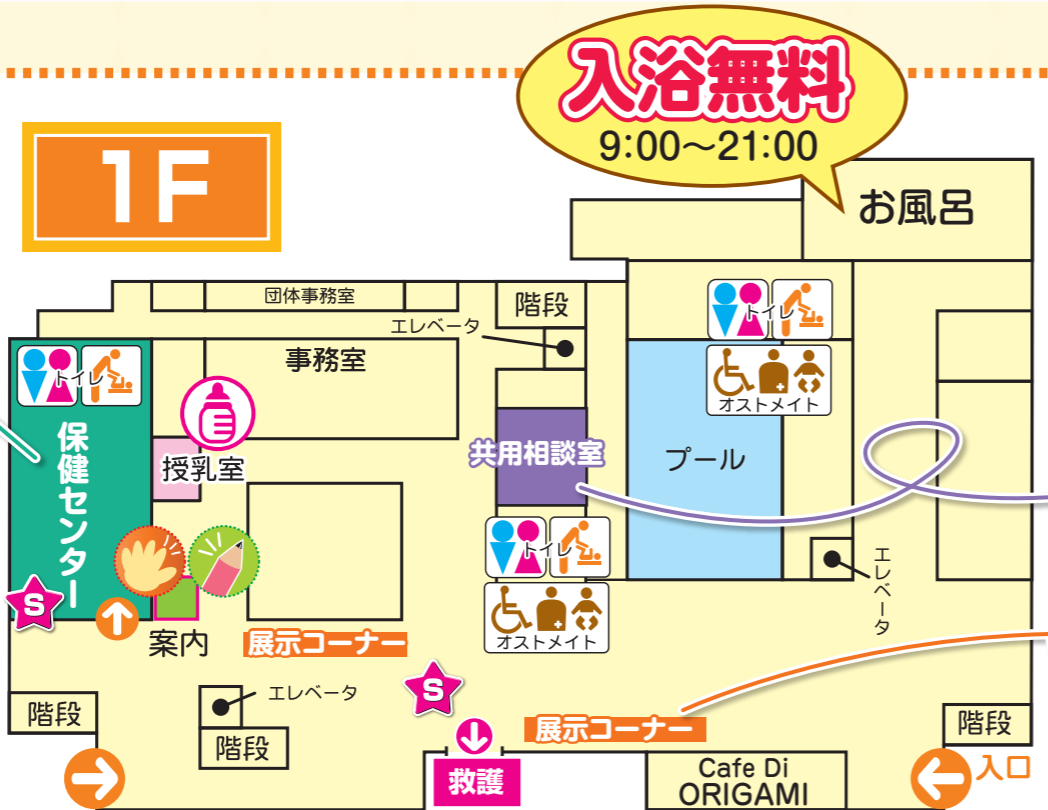 入浴無料
9:00〜21:00
1F
お風呂
団体事務室
階段
エレベータ
トイレ
事務室
トイレ
オストメイト
保健センター
授乳室
共用相談室
プール
トイレ
オストメイト
エレベータ
S
案内
展示コーナー
エレベータ
S
階段
階段
展示コーナー
階段
救護
Cafe Di
ORIGAMI
入口